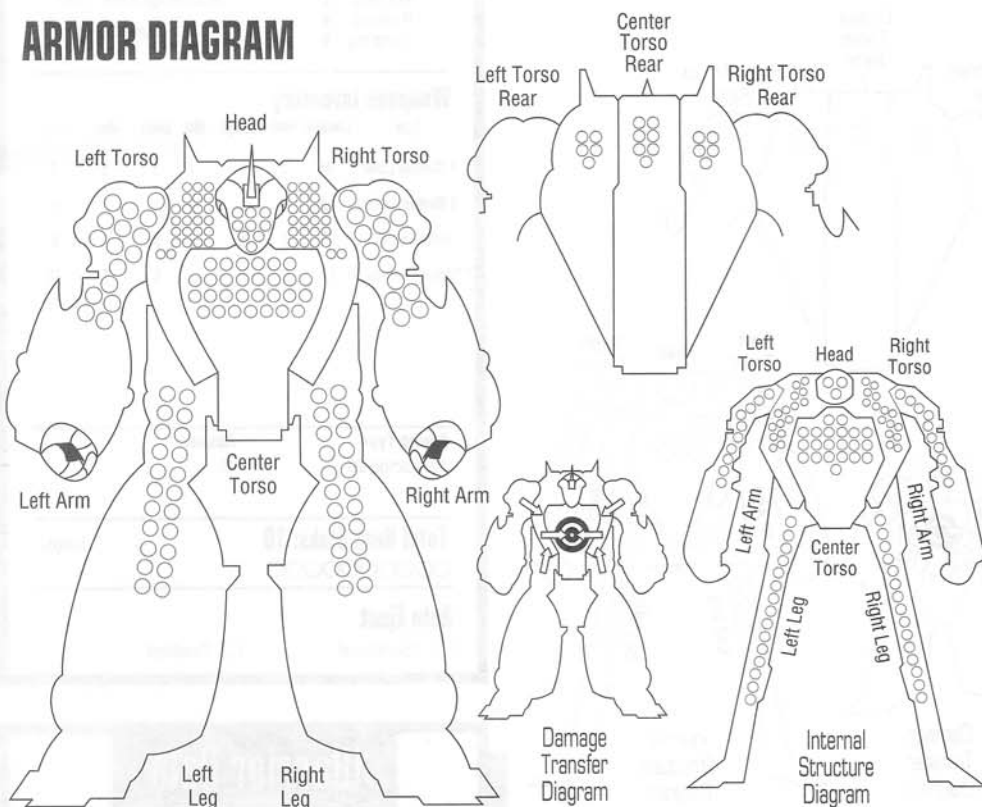 ARMOR DIAGRAM
Head
Left Torso
Right Torso
Left Arm
Center
Torso
Right Arm
Left
Leg
Right
Leg
Center
Torso
Rear
Left Torso
Rear
Right Torso
Rear
Damage
Transfer
Diagram
Left
Torso
Head
Right
Torso
Left Arm
Right Arm
Center
Torso
Left Leg
Right Leg
Internal
Structure
Diagram